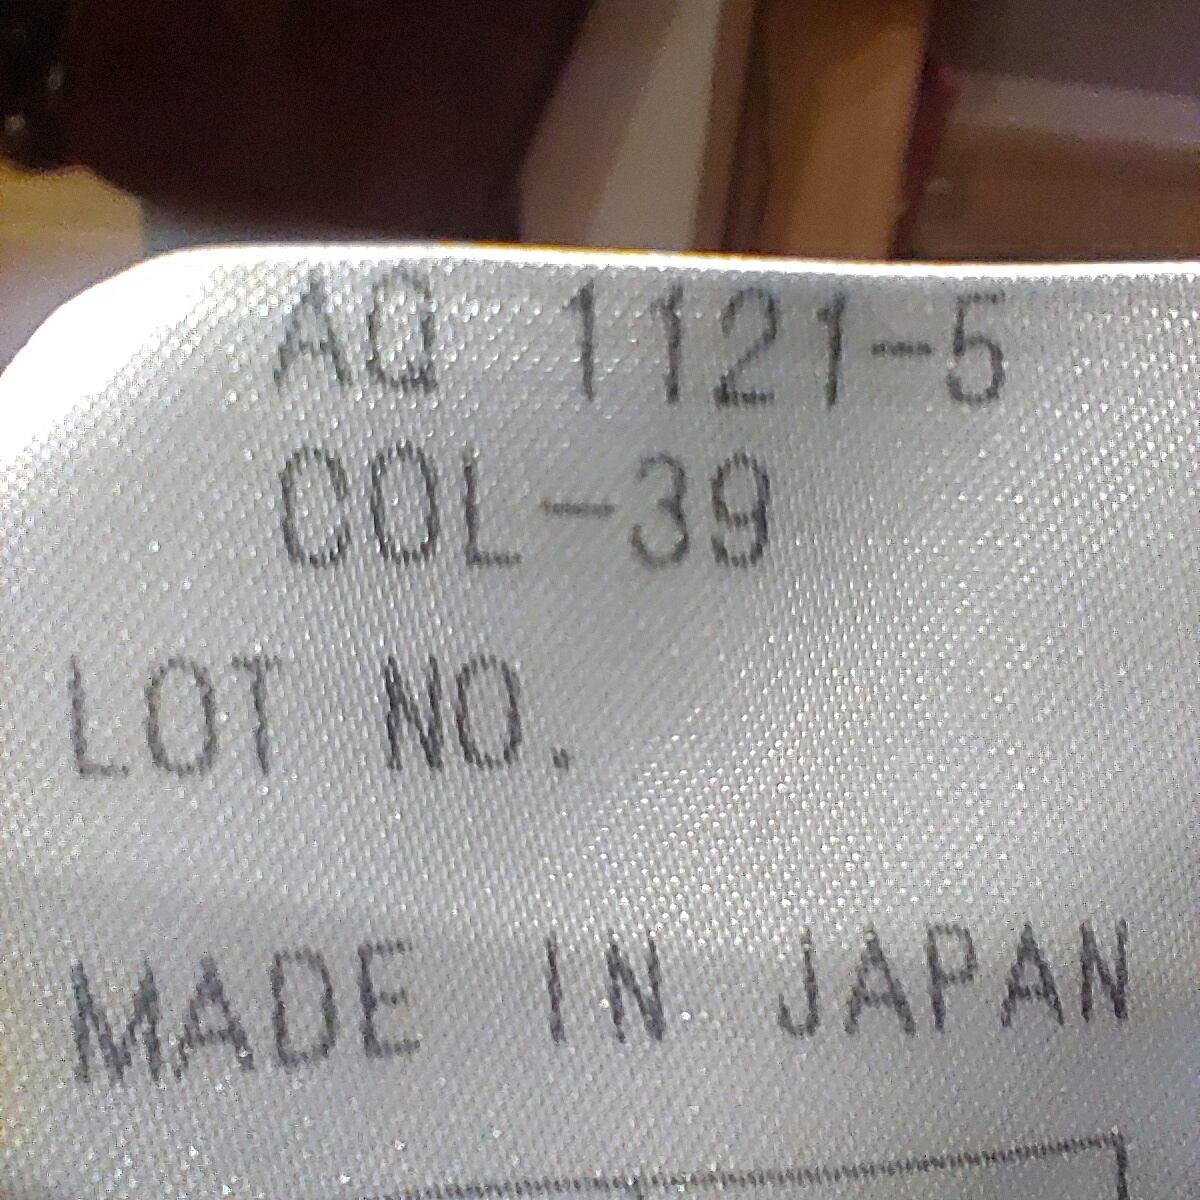 AQ 1121-5
COL-39
LOT NO.
MADE IN JAPAN